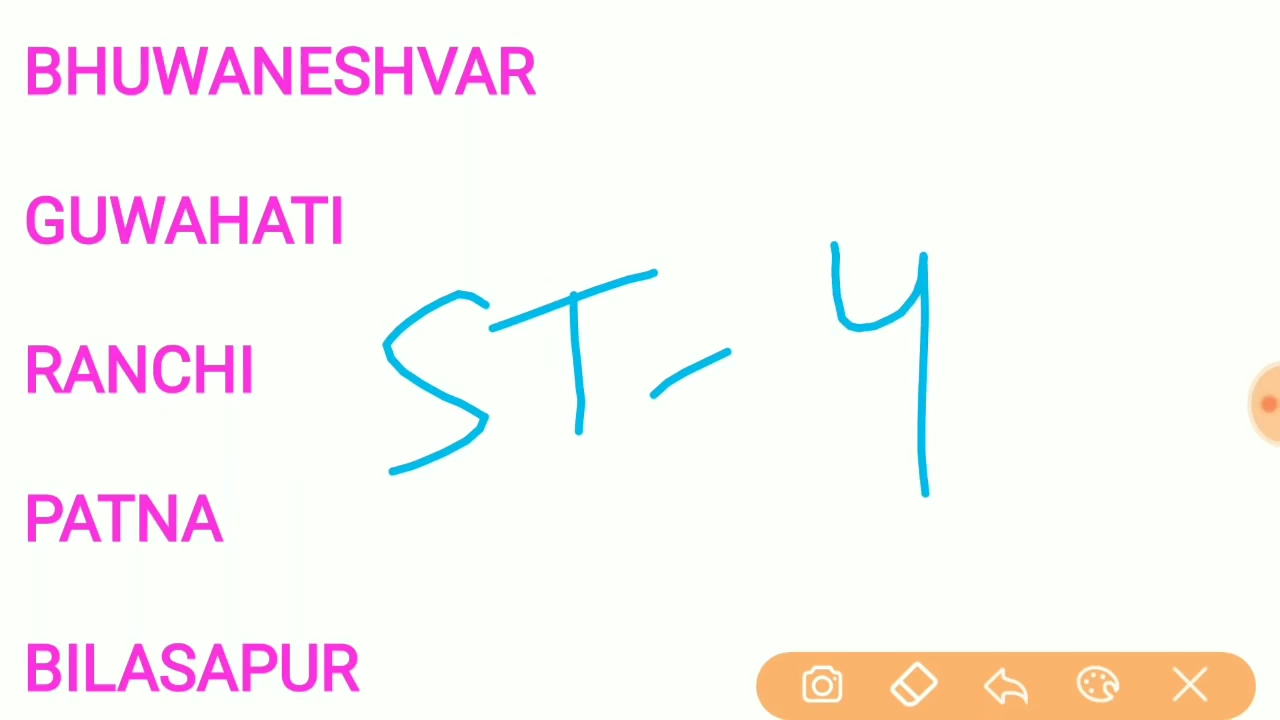 BHUWANESHVAR
GUWAHATI
RANCHI
ST- 4
PATNA
BILASAPUR